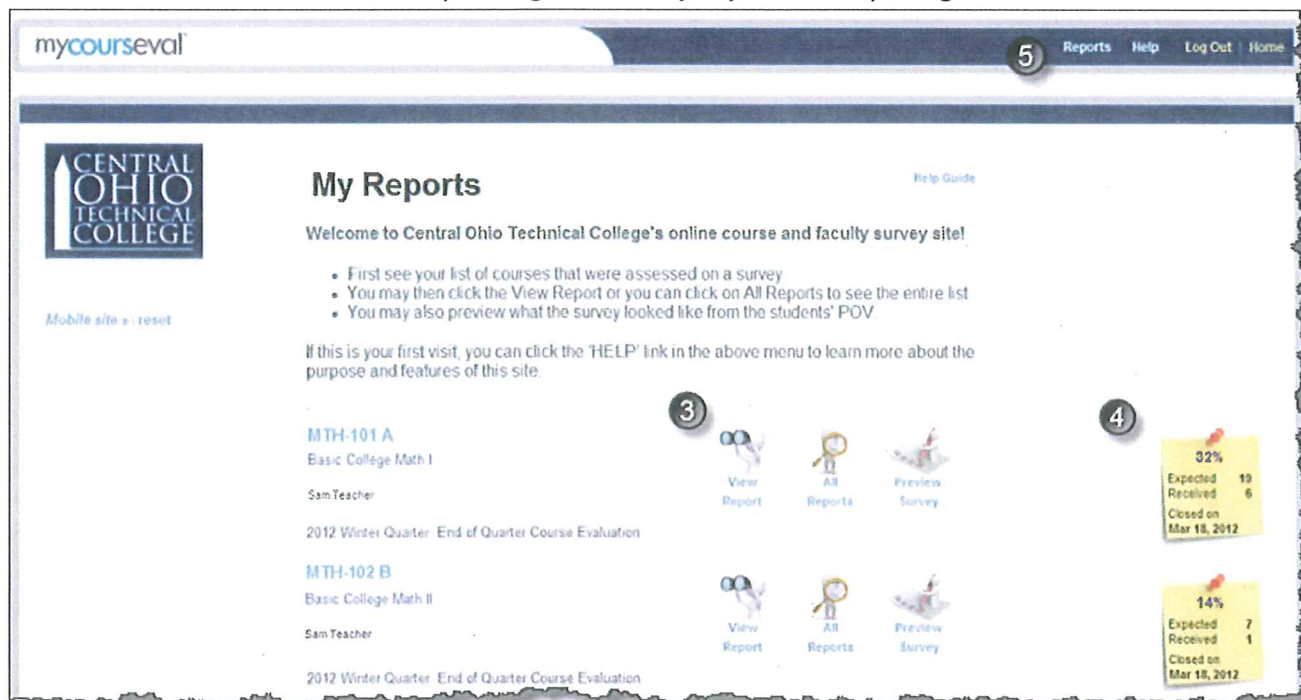 mycourseval
5
Reports Help Log Out | Home
CENTRAL
OHIO
TECHNICAL
COLLEGE
My Reports
Help Guide
Welcome to Central Ohio Technical College's online course and faculty survey site!
• First see your list of courses that were assessed on a survey
• You may then click the View Report or you can click on All Reports to see the entire list
• You may also preview what the survey looked like from the students' POV.
Mobile site » : reset
If this is your first visit, you can click the 'HELP' link in the above menu to learn more about the
purpose and features of this site.
3
4
MTH-101 A
Basic College Math I
Sam Teacher
2012 Winter Quarter End of Quarter Course Evaluation
View
Report
All
Reports
Preview
Survey
32%
Expected 19
Received 6
Closed on
Mar 18, 2012
MTH-102 B
Basic College Math II
Sam Teacher
2012 Winter Quarter End of Quarter Course Evaluation
View
Report
All
Reports
Preview
Survey
14%
Expected 7
Received 1
Closed on
Mar 18, 2012